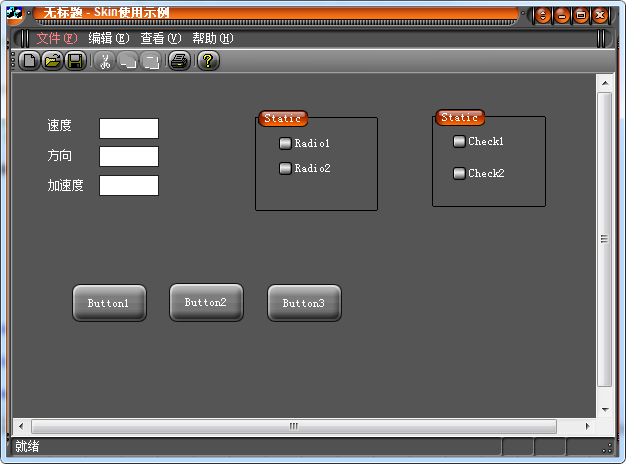 无标题 - Skin使用示例
文件(F) 编辑(E) 查看(V) 帮助(H)
速度
方向
加速度
Static
Radio1
Radio2
Static
Check1
Check2
Button1 Button2 Button3
就绪